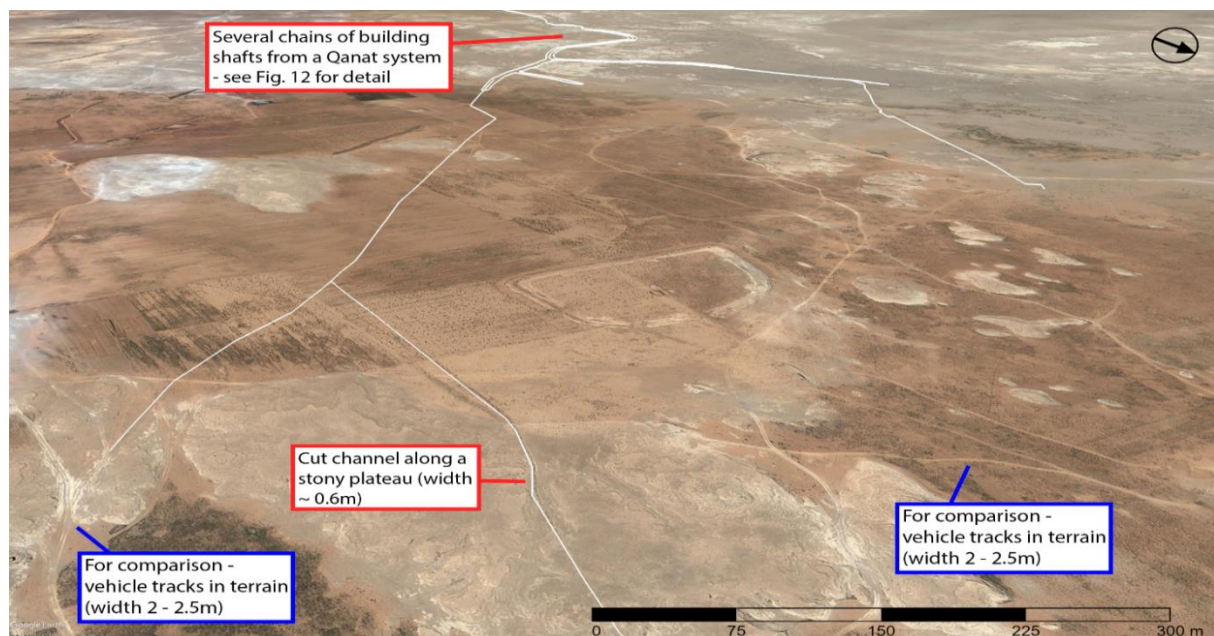 Several chains of building
shafts from a Qanat system
- see Fig. 12 for detail
Cut channel along a
stony plateau (width
~ 0.6m)
For comparison -
vehicle tracks in terrain
(width 2 - 2.5m)
For comparison -
vehicle tracks in terrain
(width 2 - 2.5m)
0 75 150 225 300 m
Google Earth